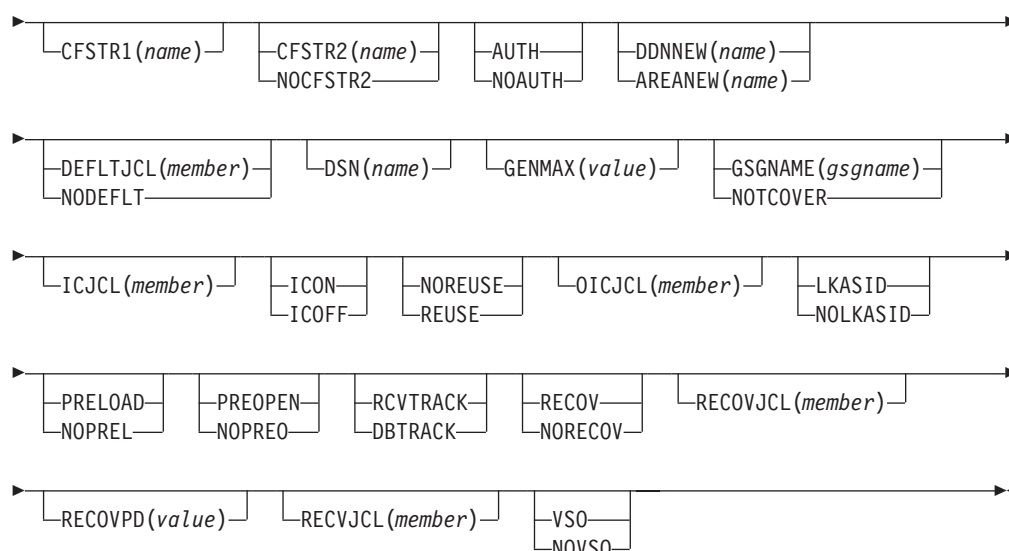 CFSTR1(name) CFSTR2(name) AUTH DDNNEW(name)
NOCFSTR2 NOAUTH AREANEW(name)
DEFLTJCL(member) DSN(name) GENMAX(value) GSGNAME(gsgname)
NODEFLT NOTCOVER
ICJCL(member) ICON NOREUSE OICJCL(member) LKASID
ICOFF REUSE NOLKASID
PRELOAD PREOPEN RCVTRACK RECOV RECOVJCL(member)
NOPREL NOPREO DBTRACK NORECOV
RECOVPD(value) RECVJCL(member) VSO
NOVSO